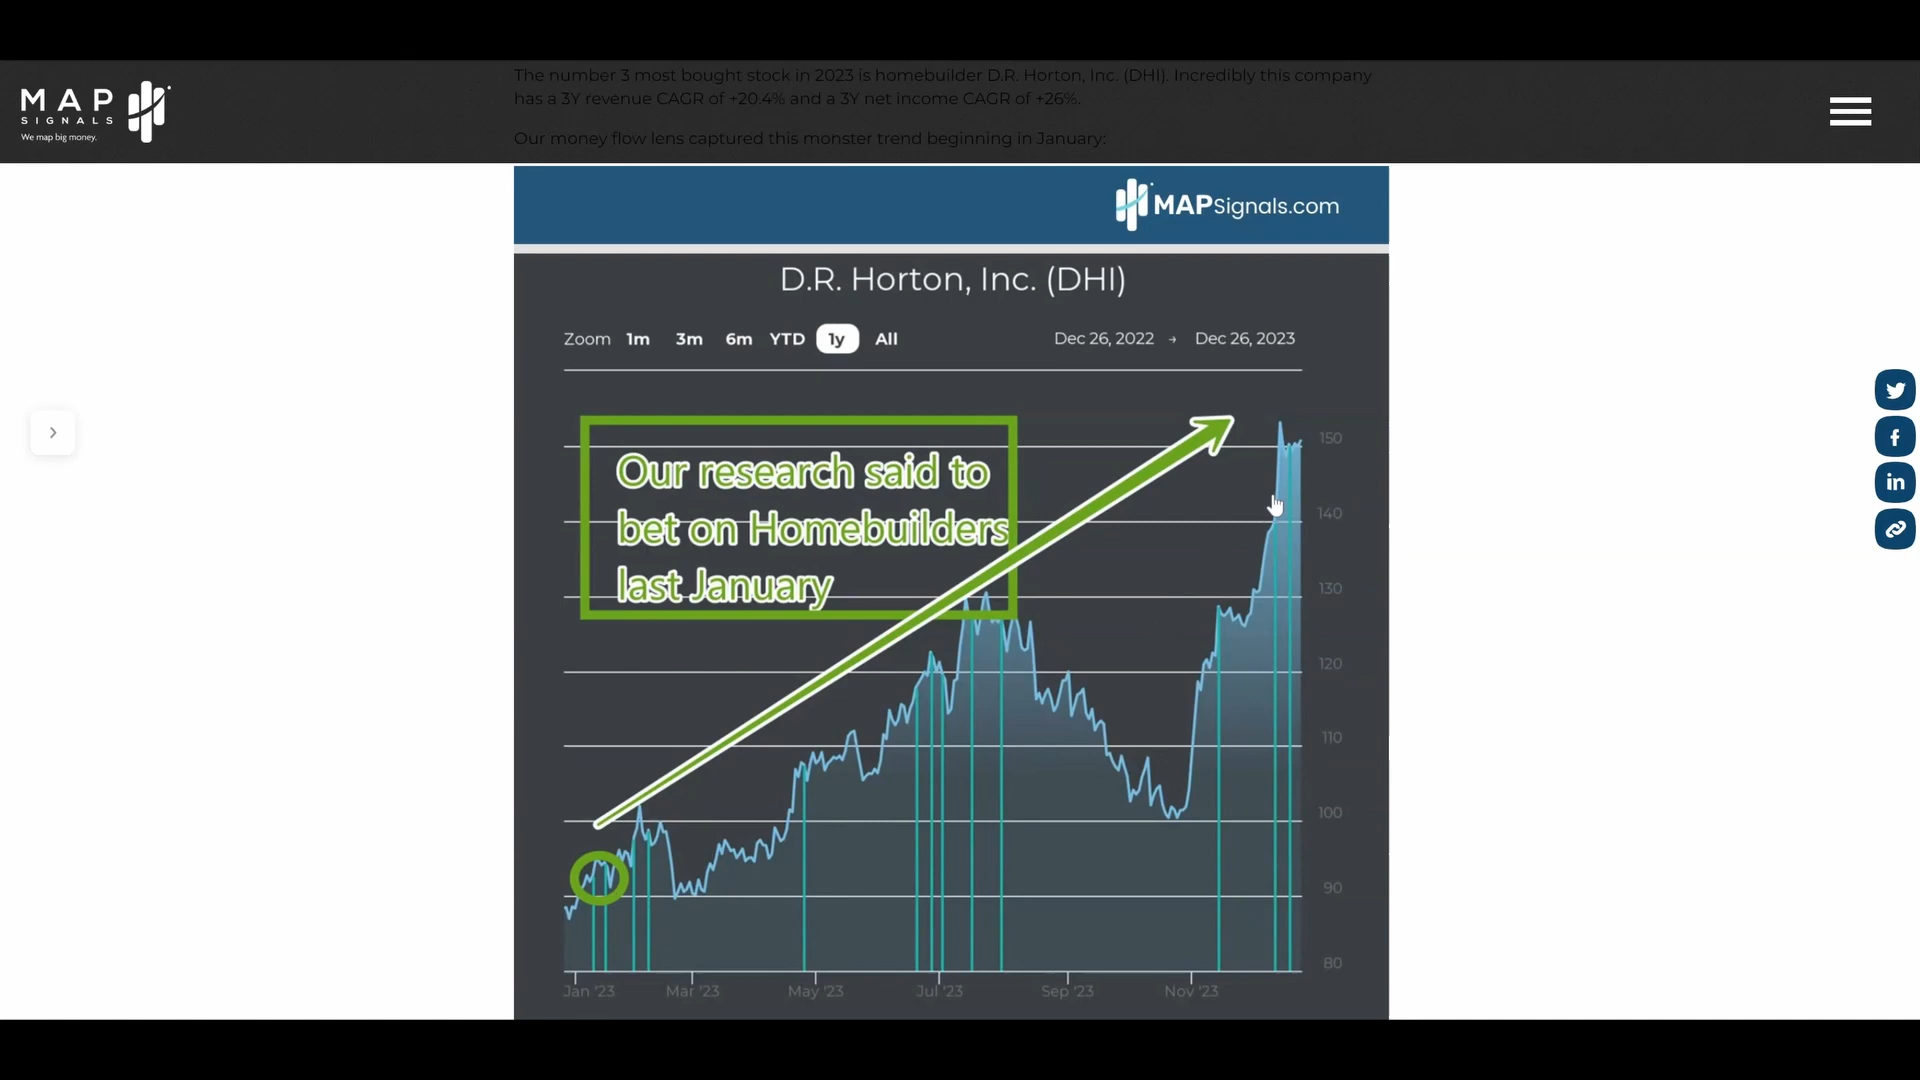 The number 3 most bought stock in 2023 is homebuilder D.R. Horton, Inc. (DHI). Incredibly this company
has a 3Y revenue CAGR of +20.4% and a 3Y net income CAGR of +26%.
MAP
SIGNALS
We map big money.
Our money flow lens captured this monster trend beginning in January:
MAPSignals.com
D.R. Horton, Inc. (DHI)
Zoom 1m 3m 6m YTD 1y All Dec 26, 2022 → Dec 26, 2023
Our research said to
bet on Homebuilders
last January
150
140
130
120
110
100
90
80
Jan '23 Mar '23 May '23 Jul '23 Sep '23 Nov '23